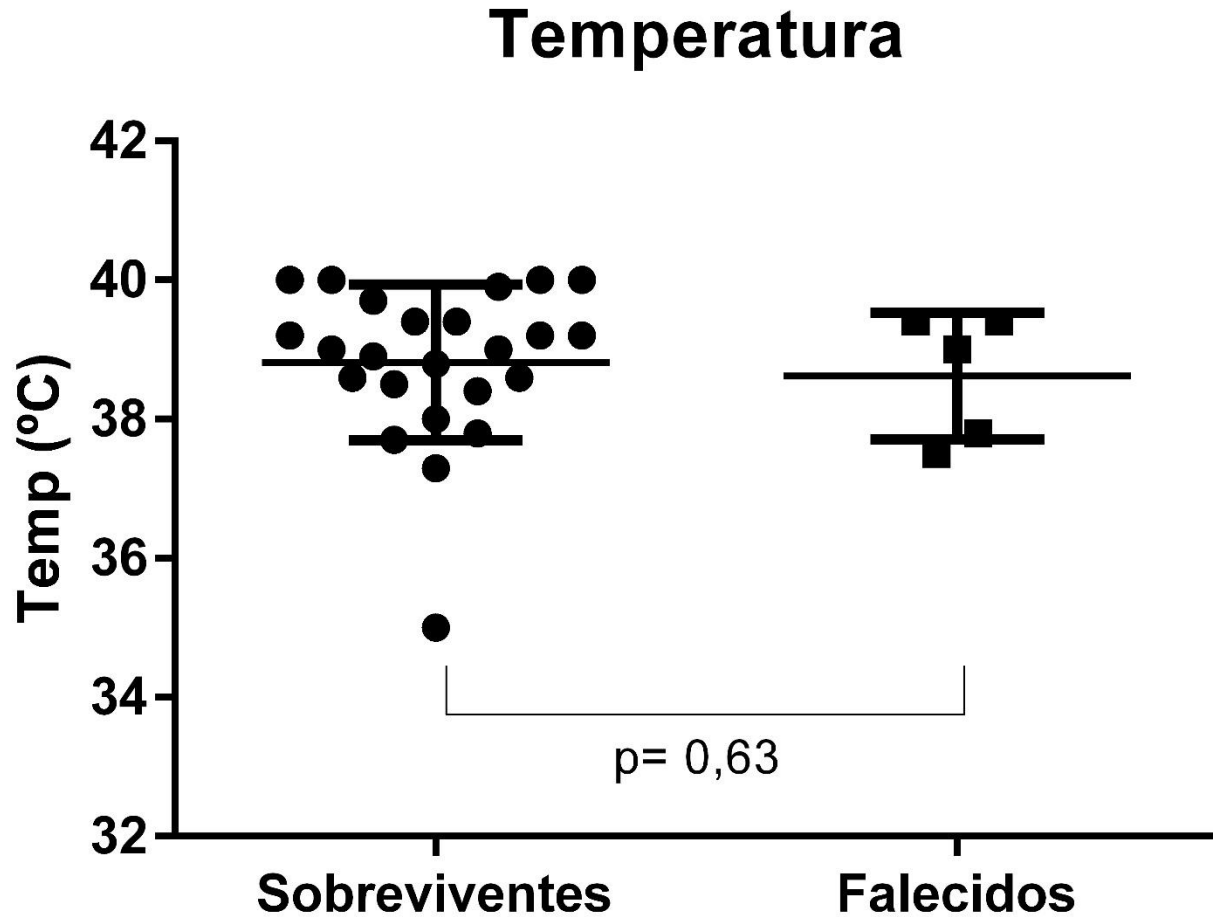 Temperatura
42
40
38
36
34
32
Temp (ºC)
p= 0,63
Sobreviventes
Falecidos